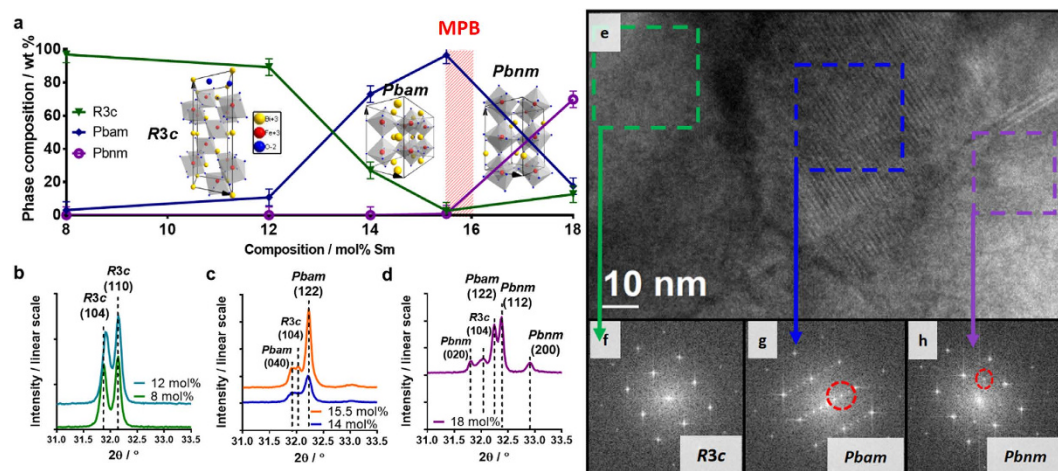 a
MPB
Phase composition / wt %
100
80
60
40
20
0
R3c
Pbam
Pbnm
R3c
Bi+3
Fe+3
O-2
Pbam
Pbnm
8
10
12
14
16
18
Composition / mol% Sm
b
Intensity / linear scale
R3c
(104)
R3c
(110)
12 mol%
8 mol%
31.0 31.5 32.0 32.5 33.0 33.5
2θ / °
c
Intensity / linear scale
Pbam
(122)
R3c
(104)
Pbam
(040)
15.5 mol%
14 mol%
31.0 31.5 32.0 32.5 33.0 33.5
2θ / °
d
Intensity / linear scale
Pbam
(122)
Pbnm
(112)
R3c
(104)
Pbnm
(020)
Pbnm
(200)
18 mol%
31.0 31.5 32.0 32.5 33.0 33.5
2θ / °
e
10 nm
f
R3c
g
Pbam
h
Pbnm